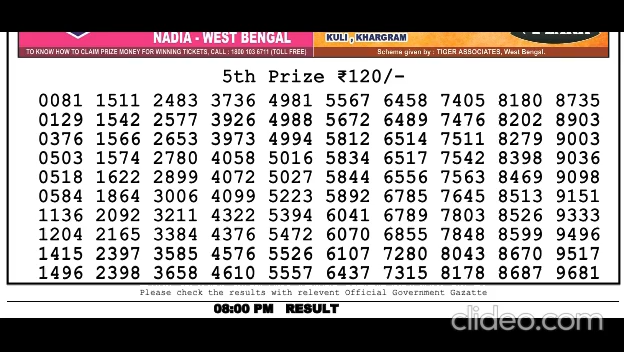 NADIA - WEST BENGAL
KULI , KHARGRAM
TO KNOW HOW TO CLAIM PRIZE MONEY FOR WINNING TICKETS, CALL : 1800 103 6711 (TOLL FREE)
Scheme given by : TIGER ASSOCIATES, West Bengal.
5th Prize ₹120/-
0081 1511 2483 3736 4981 5567 6458 7405 8180 8735
0129 1542 2577 3926 4988 5672 6489 7476 8202 8903
0376 1566 2653 3973 4994 5812 6514 7511 8279 9003
0503 1574 2780 4058 5016 5834 6517 7542 8398 9036
0518 1622 2899 4072 5027 5844 6556 7563 8469 9098
0584 1864 3006 4099 5223 5892 6785 7645 8513 9151
1136 2092 3211 4322 5394 6041 6789 7803 8526 9333
1204 2165 3384 4376 5472 6070 6855 7848 8599 9496
1415 2397 3585 4576 5526 6107 7280 8043 8670 9517
1496 2398 3658 4610 5557 6437 7315 8178 8687 9681
Please check the results with relevent Official Government Gazatte
08:00 PM RESULT
clideo.com